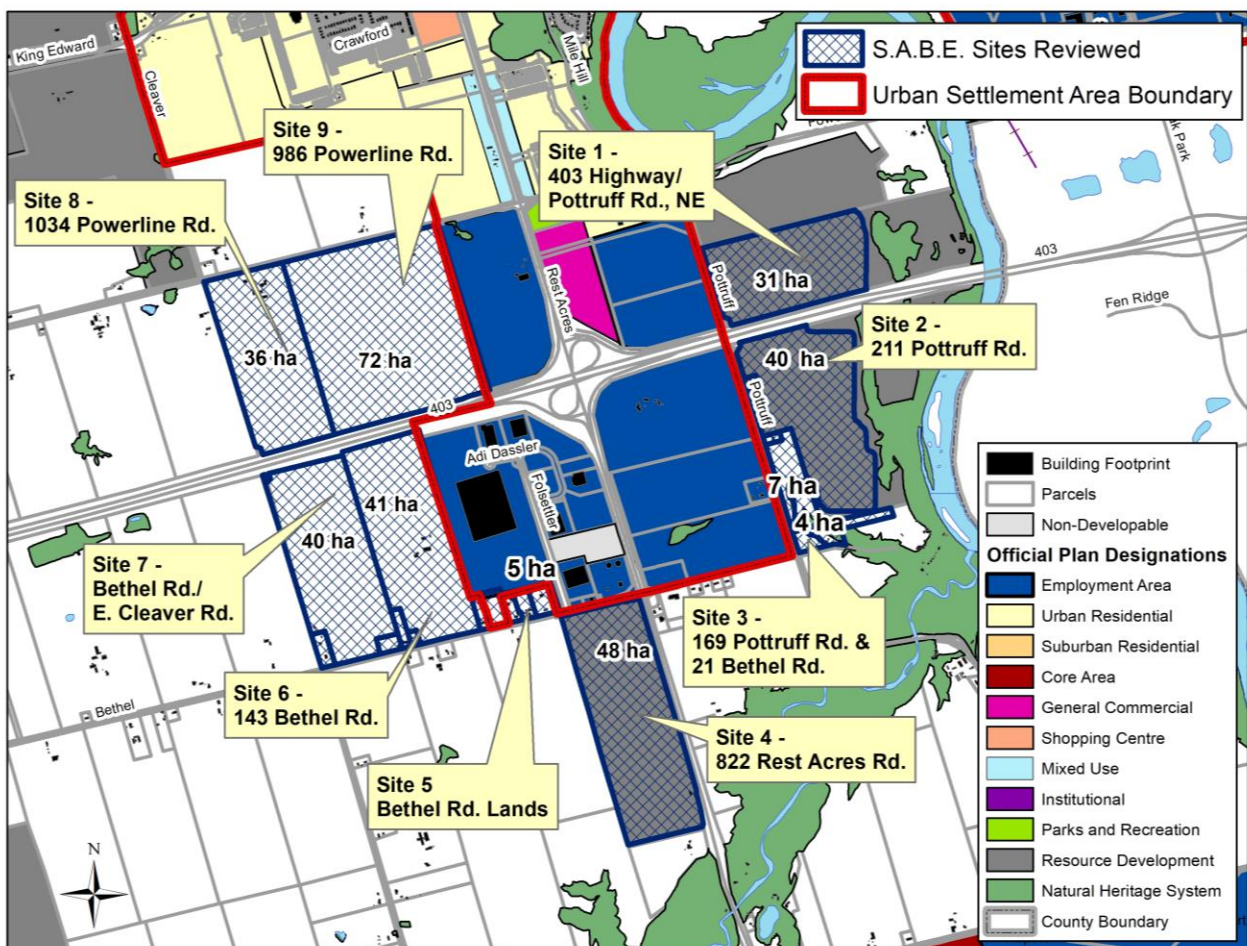 King Edward
Crawford
Cleaver
Mile Hill
S.A.B.E. Sites Reviewed
Urban Settlement Area Boundary
Site 9 -
986 Powerline Rd.
Site 1 -
403 Highway/
Pottruff Rd., NE
Site 8 -
1034 Powerline Rd.
403
Rest Acres
Pottruff
31 ha
Fen Ridge
Site 2 -
211 Pottruff Rd.
36 ha
72 ha
40 ha
403
Pottruff
Adi Dassler
Folsettler
41 ha
40 ha
7 ha
4 ha
5 ha
Site 7 -
Bethel Rd./
E. Cleaver Rd.
Site 3 -
169 Pottruff Rd. &
21 Bethel Rd.
48 ha
Site 6 -
143 Bethel Rd.
Bethel
Site 4 -
822 Rest Acres Rd.
Site 5
Bethel Rd. Lands
N
Building Footprint
Parcels
Non-Developable
Official Plan Designations
Employment Area
Urban Residential
Suburban Residential
Core Area
General Commercial
Shopping Centre
Mixed Use
Institutional
Parks and Recreation
Resource Development
Natural Heritage System
County Boundary